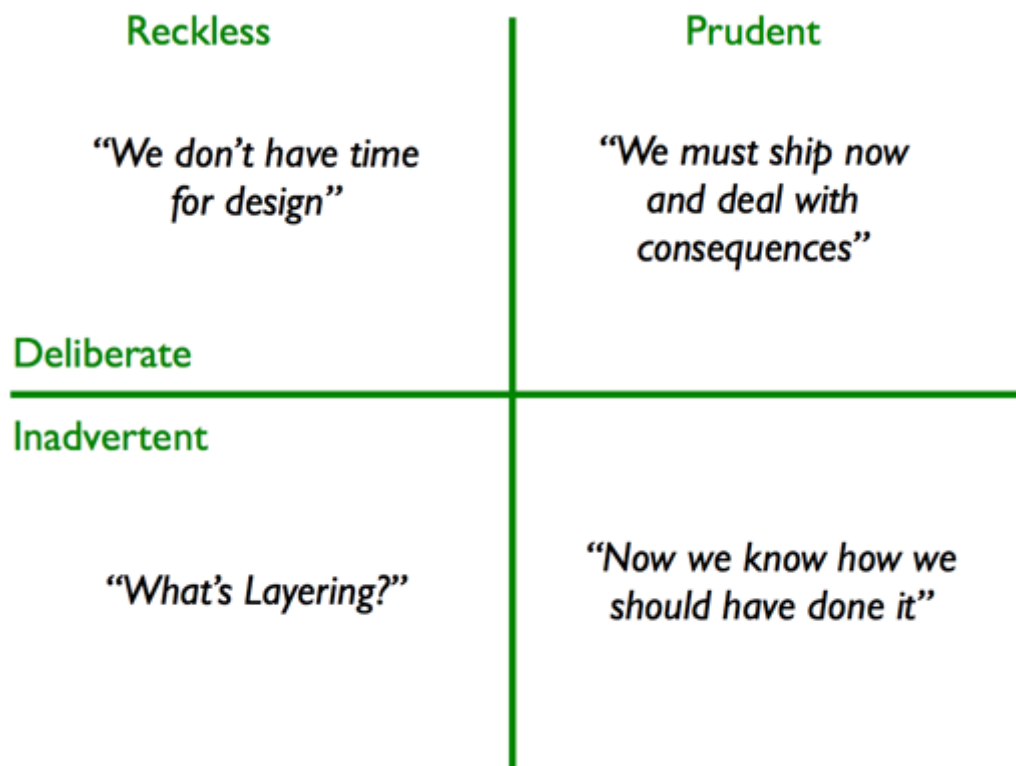 Reckless
Prudent
“We don’t have time
for design”
“We must ship now
and deal with
consequences”
Deliberate
Inadvertent
“What’s Layering?”
“Now we know how we
should have done it”